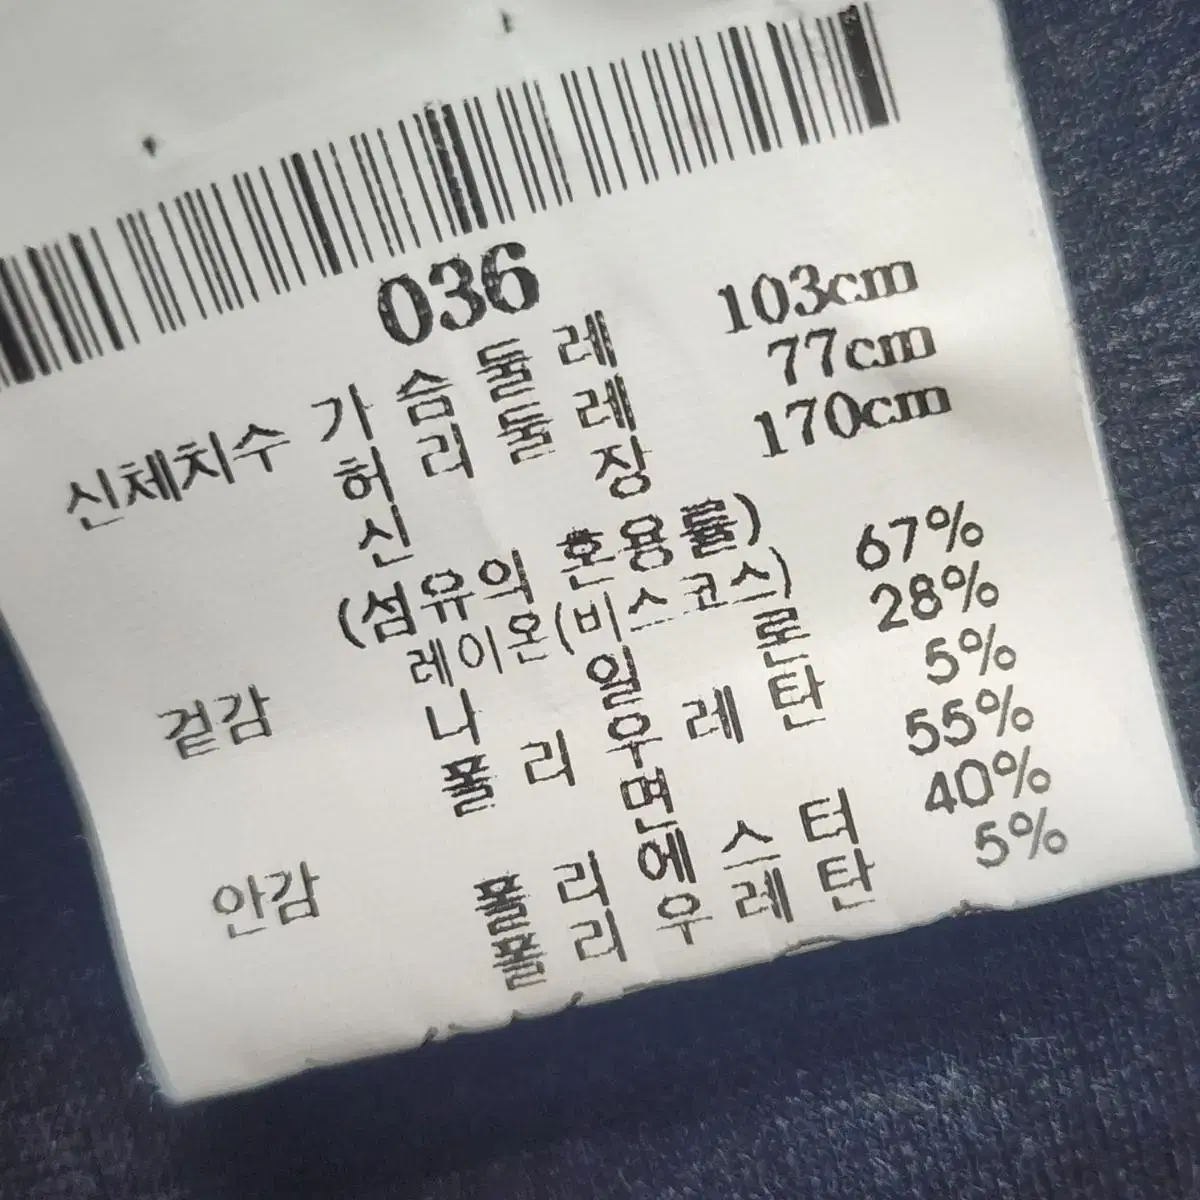 036
신체치수 가슴둘레 103cm
허리둘레 77cm
신장 170cm
(섬유의 혼용률)
겉감 레이온(비스코스) 67%
나일론 28%
폴리우레탄 5%
안감 면 55%
폴리에스터 40%
폴리우레탄 5%